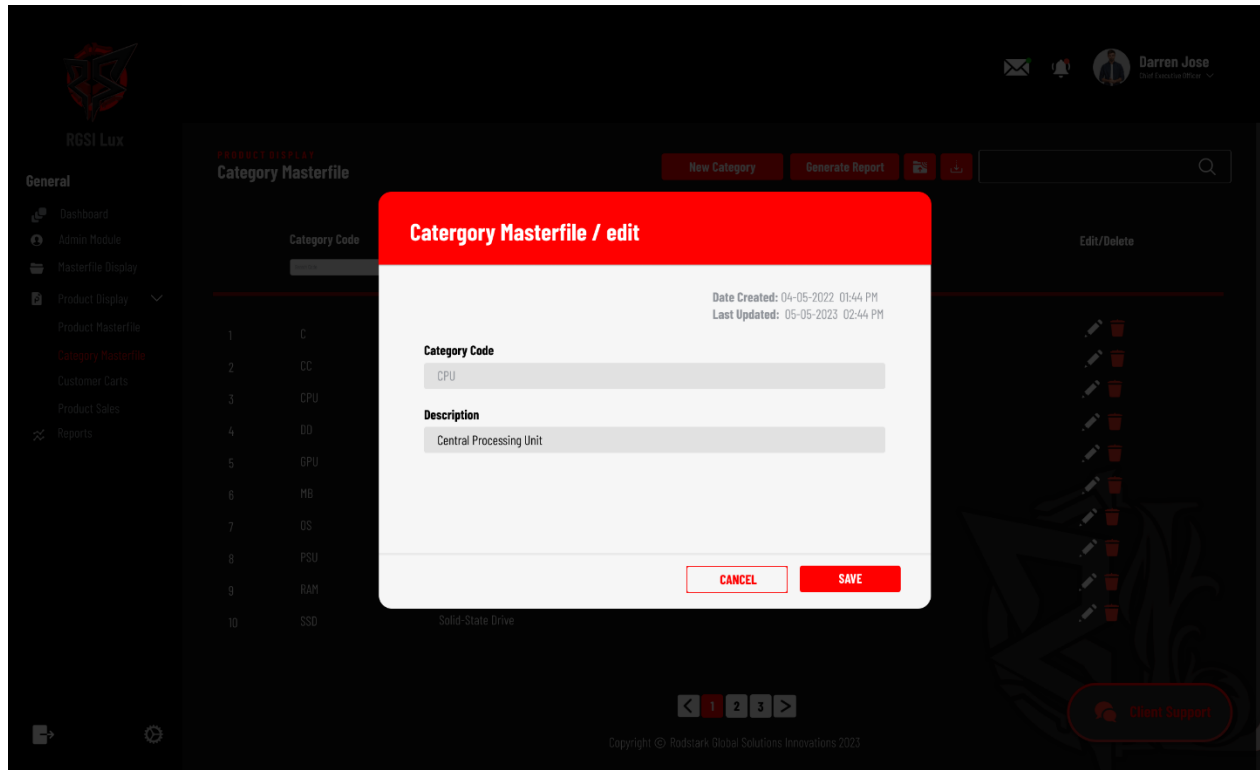 Darren Jose
Chief Executive Officer
RGSI Lux
PRODUCT DISPLAY
Category Masterfile
New Category
Generate Report
General
Dashboard
Admin Module
Masterfile Display
Product Display
Product Masterfile
Category Masterfile
Customer Carts
Product Sales
Reports
Category Code
Edit/Delete
1 C
2 CC
3 CPU
4 DD
5 GPU
6 MB
7 OS
8 PSU
9 RAM
10 SSD Solid-State Drive
Catergory Masterfile / edit
Date Created: 04-05-2022 01:44 PM
Last Updated: 05-05-2023 02:44 PM
Category Code
CPU
Description
Central Processing Unit
CANCEL
SAVE
< 1 2 3 >
Client Support
Copyright © Rodstark Global Solutions Innovations 2023